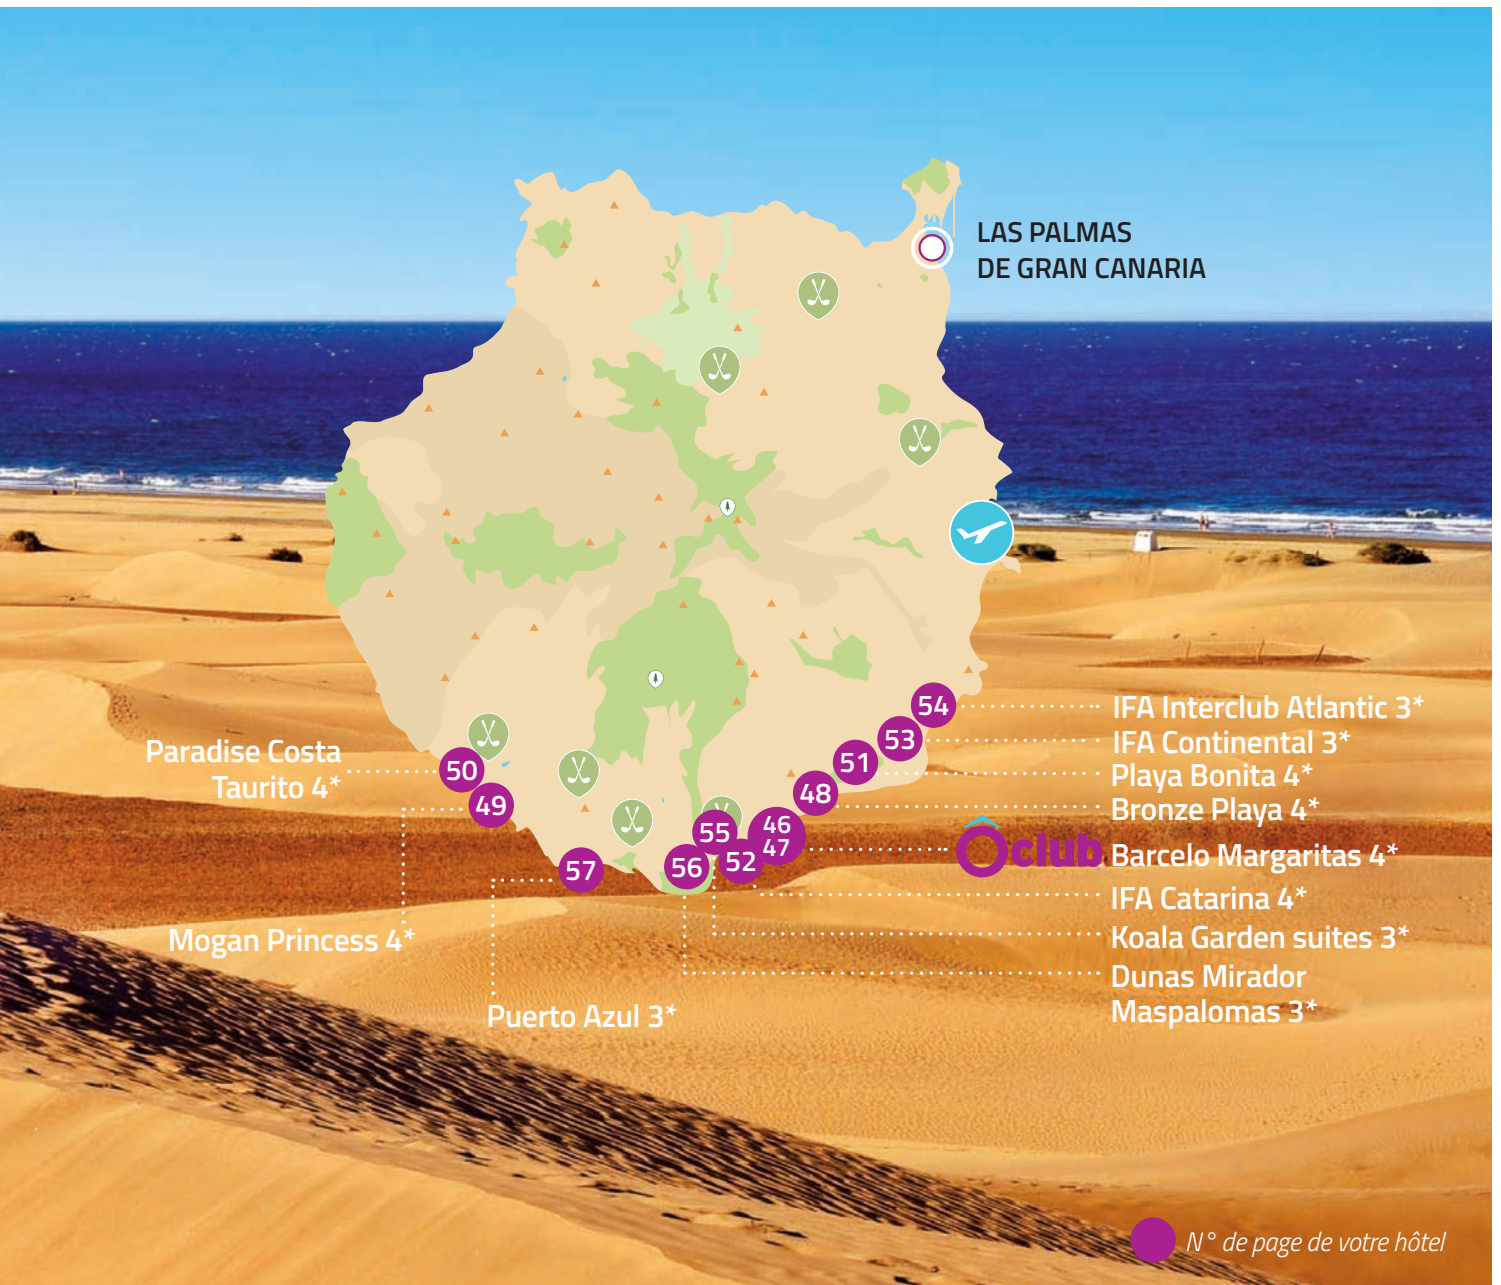 LAS PALMAS
DE GRAN CANARIA
54
IFA Interclub Atlantic 3*
53
IFA Continental 3*
51
Playa Bonita 4*
48
Bronze Playa 4*
46
47
Ôclub Barcelo Margaritas 4*
52
IFA Catarina 4*
55
Koala Garden suites 3*
56
Dunas Mirador
Maspalomas 3*
Paradise Costa
Taurito 4*
50
49
Mogan Princess 4*
57
Puerto Azul 3*
N° de page de votre hôtel